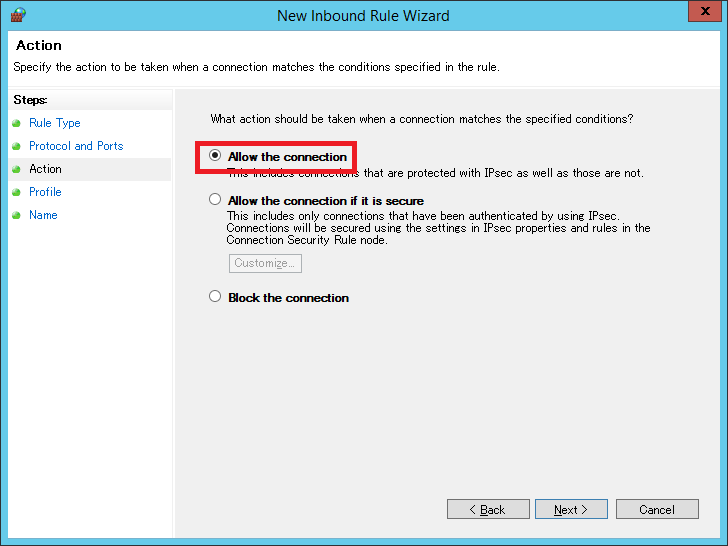 New Inbound Rule Wizard
X
Action
Specify the action to be taken when a connection matches the conditions specified in the rule.
Steps:
Rule Type
Protocol and Ports
Action
Profile
Name
What action should be taken when a connection matches the specified conditions?
Allow the connection
This includes connections that are protected with IPsec as well as those are not.
Allow the connection if it is secure
This includes only connections that have been authenticated by using IPsec.
Connections will be secured using the settings in IPsec properties and rules in the
Connection Security Rule node.
Customize...
Block the connection
< Back
Next >
Cancel